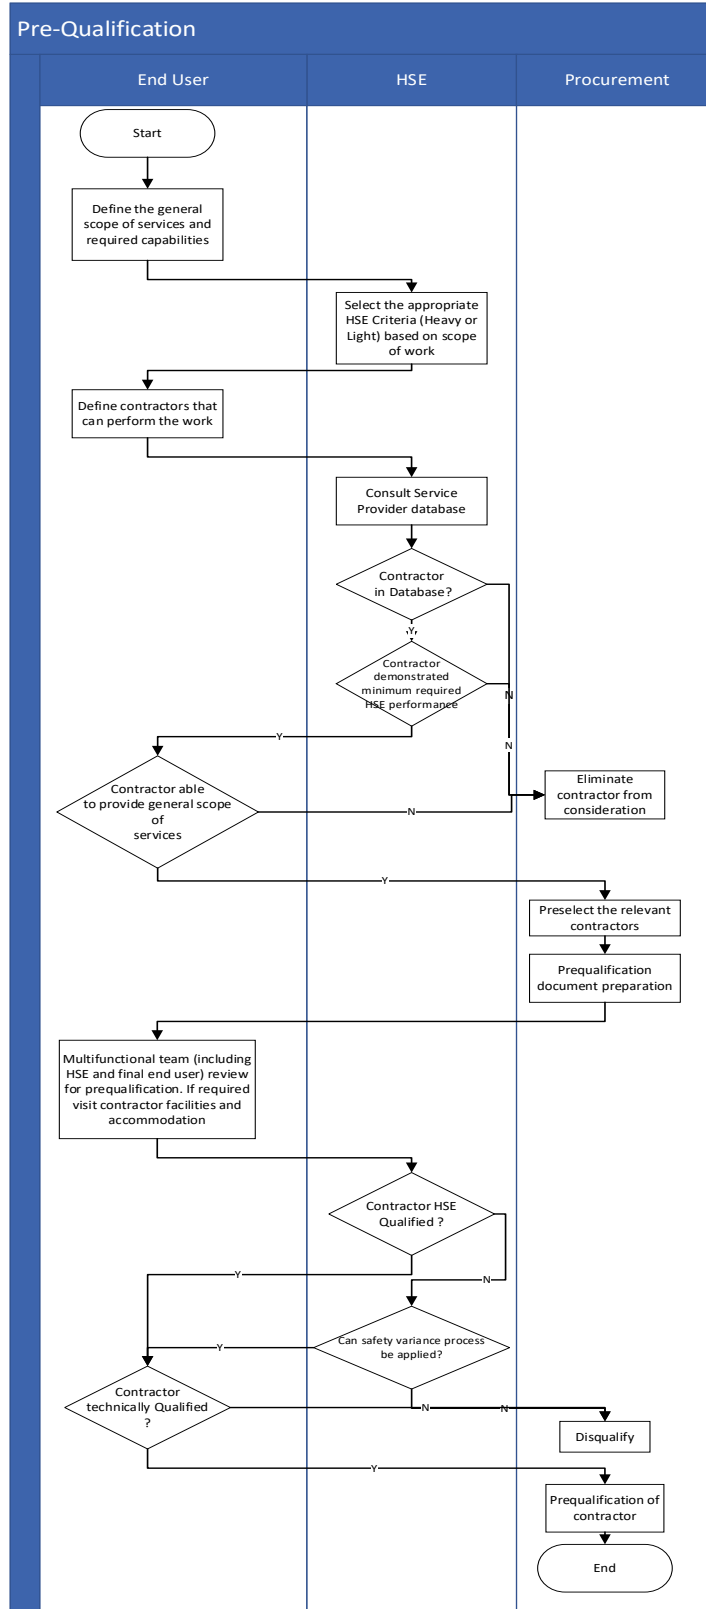 Pre-Qualification
End User
HSE
Procurement
Start
Define the general
scope of services and
required capabilities
Select the appropriate
HSE Criteria (Heavy or
Light) based on scope
of work
Define contractors that
can perform the work
Consult Service
Provider database
Contractor
in Database?
Y
Contractor
demonstrated
minimum required
HSE performance
N
Y
N
Contractor able
to provide general scope
of
services
N
Eliminate
contractor from
consideration
Y
Preselect the relevant
contractors
Prequalification
document preparation
Multifunctional team (including
HSE and final end user) review
for prequalification. If required
visit contractor facilities and
accommodation
Contractor HSE
Qualified ?
Y
N
Can safety variance process
be applied?
Y
Contractor
technically Qualified
?
N
N
Disqualify
Y
Prequalification of
contractor
End